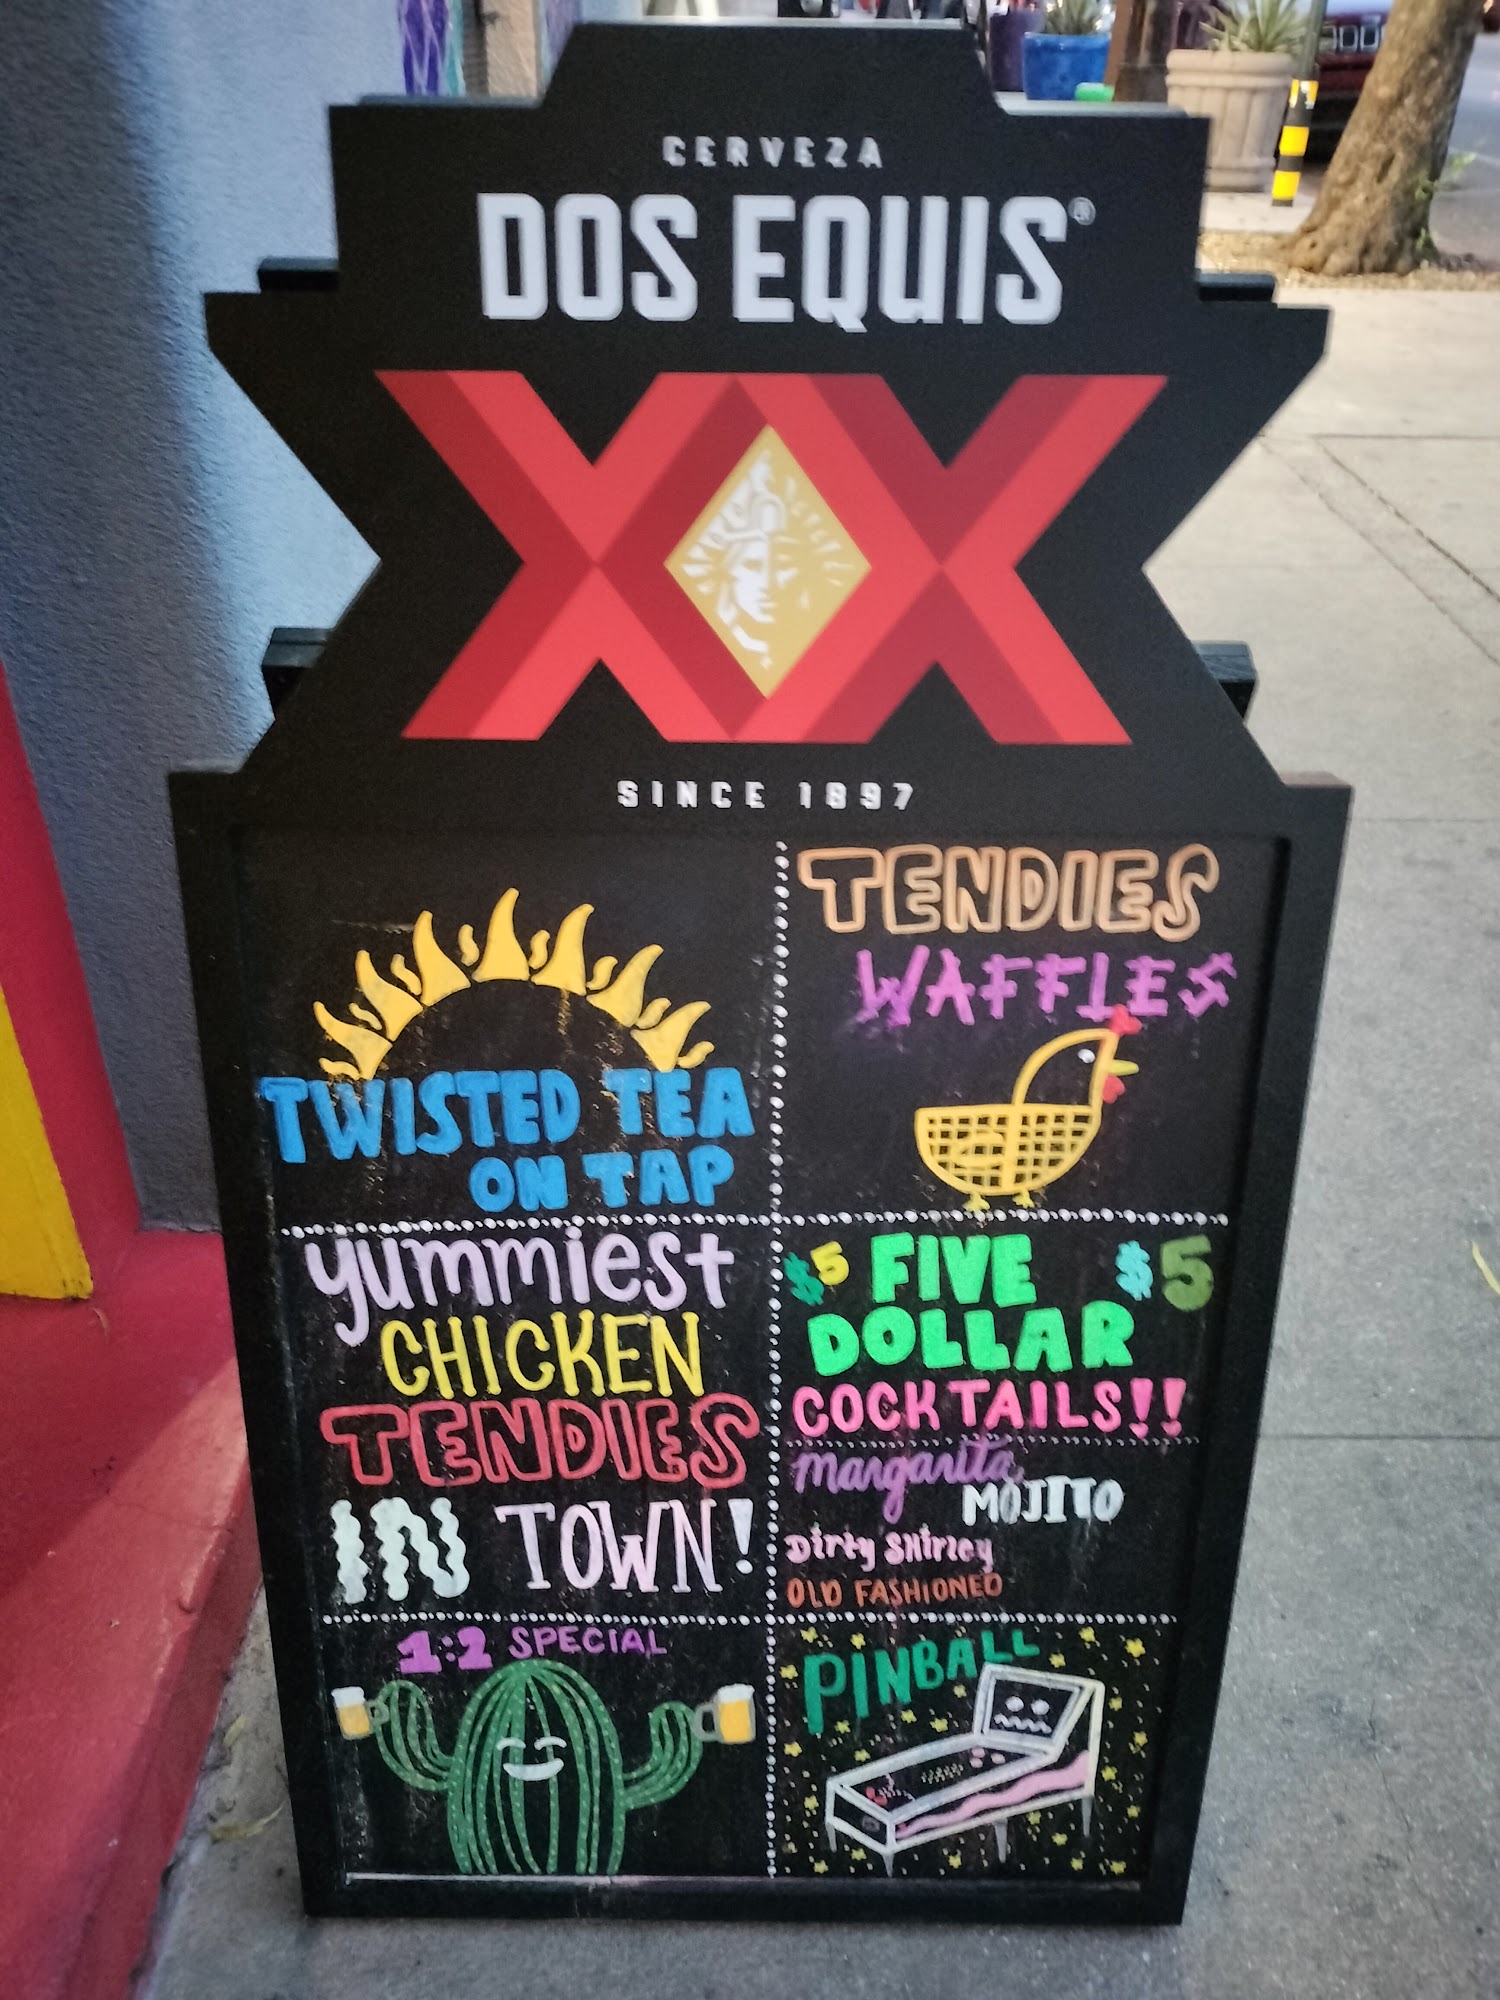 CERVEZA
DOS EQUIS®
XX
SINCE 1897
TWISTED TEA
ON TAP
TENDIES
WAFFLES
yummiest
CHICKEN
TENDIES
IN TOWN!
$5 FIVE $5
DOLLAR
COCKTAILS!!
margarita
MOJITO
Dirty Shirley
OLD FASHIONED
1:2 SPECIAL
PINBALL